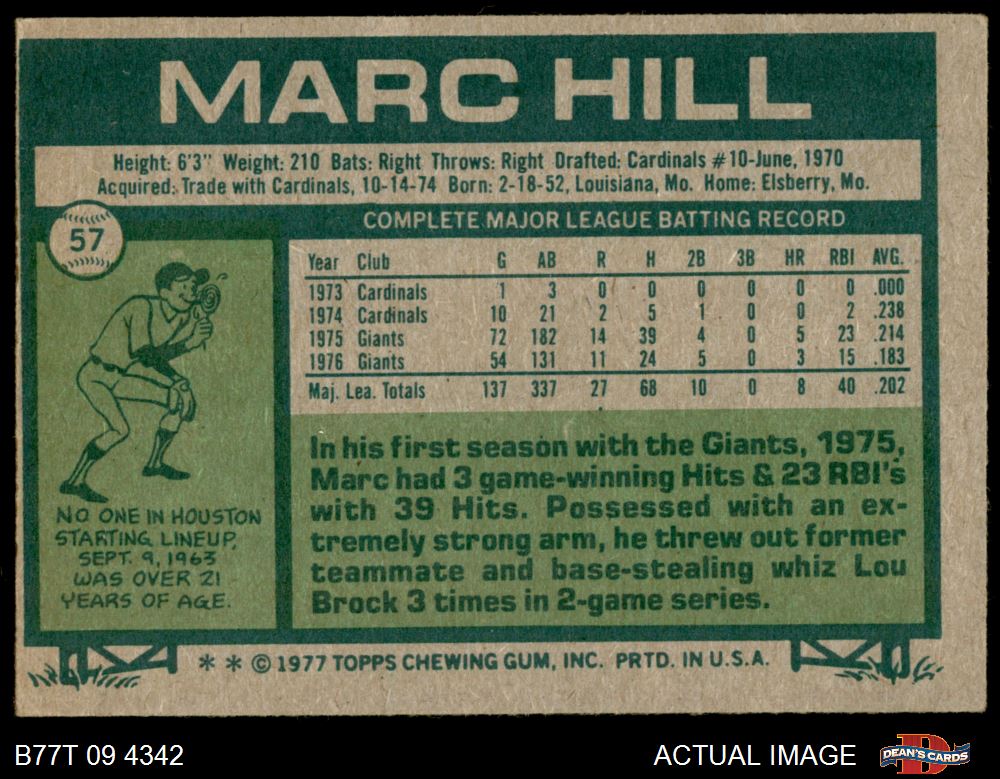 MARC HILL
Height: 6'3" Weight: 210 Bats: Right Throws: Right Drafted: Cardinals #10-June, 1970
Acquired: Trade with Cardinals, 10-14-74 Born: 2-18-52, Louisiana, Mo. Home: Elsberry, Mo.
57
COMPLETE MAJOR LEAGUE BATTING RECORD
Year Club G AB R H 2B 3B HR RBI AVG.
1973 Cardinals 1 3 0 0 0 0 0 0 .000
1974 Cardinals 10 21 2 5 1 0 0 2 .238
1975 Giants 72 182 14 39 4 0 5 23 .214
1976 Giants 54 131 11 24 5 0 3 15 .183
Maj. Lea. Totals 137 337 27 68 10 0 8 40 .202
NO ONE IN HOUSTON
STARTING LINEUP,
SEPT. 9, 1963
WAS OVER 21
YEARS OF AGE.
In his first season with the Giants, 1975,
Marc had 3 game-winning Hits & 23 RBI's
with 39 Hits. Possessed with an ex-
tremely strong arm, he threw out former
teammate and base-stealing whiz Lou
Brock 3 times in 2-game series.
* * © 1977 TOPPS CHEWING GUM, INC. PRTD. IN U.S.A.
B77T 09 4342
ACTUAL IMAGE
DEAN'S CARDS